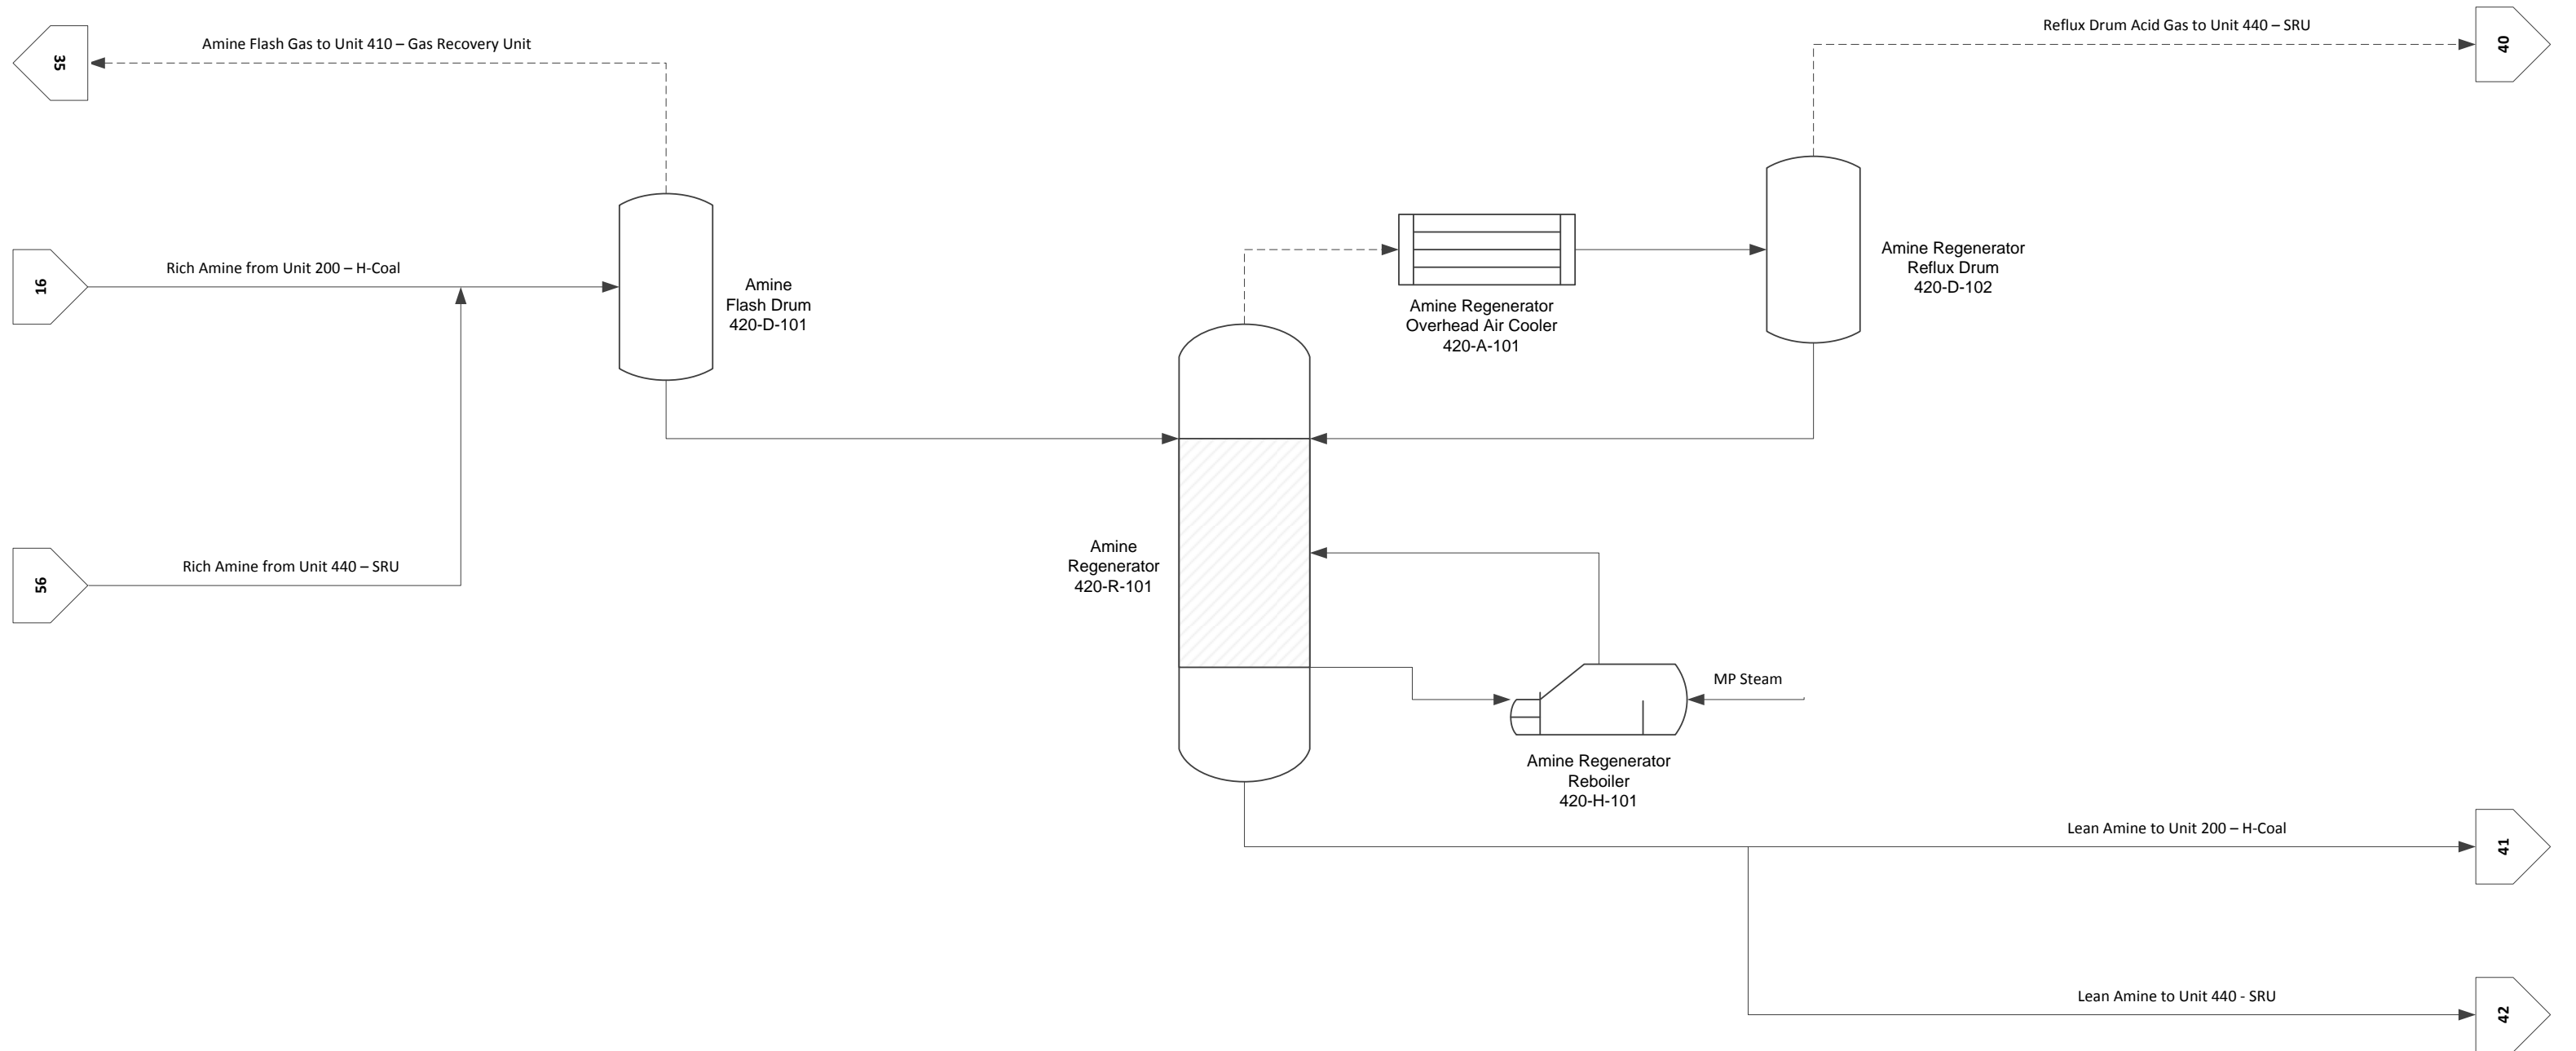 Reflux Drum Acid Gas to Unit 440 – SRU
40
Amine Flash Gas to Unit 410 – Gas Recovery Unit
35
Rich Amine from Unit 200 – H-Coal
16
Amine
Flash Drum
420-D-101
Amine Regenerator
Overhead Air Cooler
420-A-101
Amine Regenerator
Reflux Drum
420-D-102
Rich Amine from Unit 440 – SRU
56
Amine
Regenerator
420-R-101
MP Steam
Amine Regenerator
Reboiler
420-H-101
Lean Amine to Unit 200 – H-Coal
41
Lean Amine to Unit 440 - SRU
42